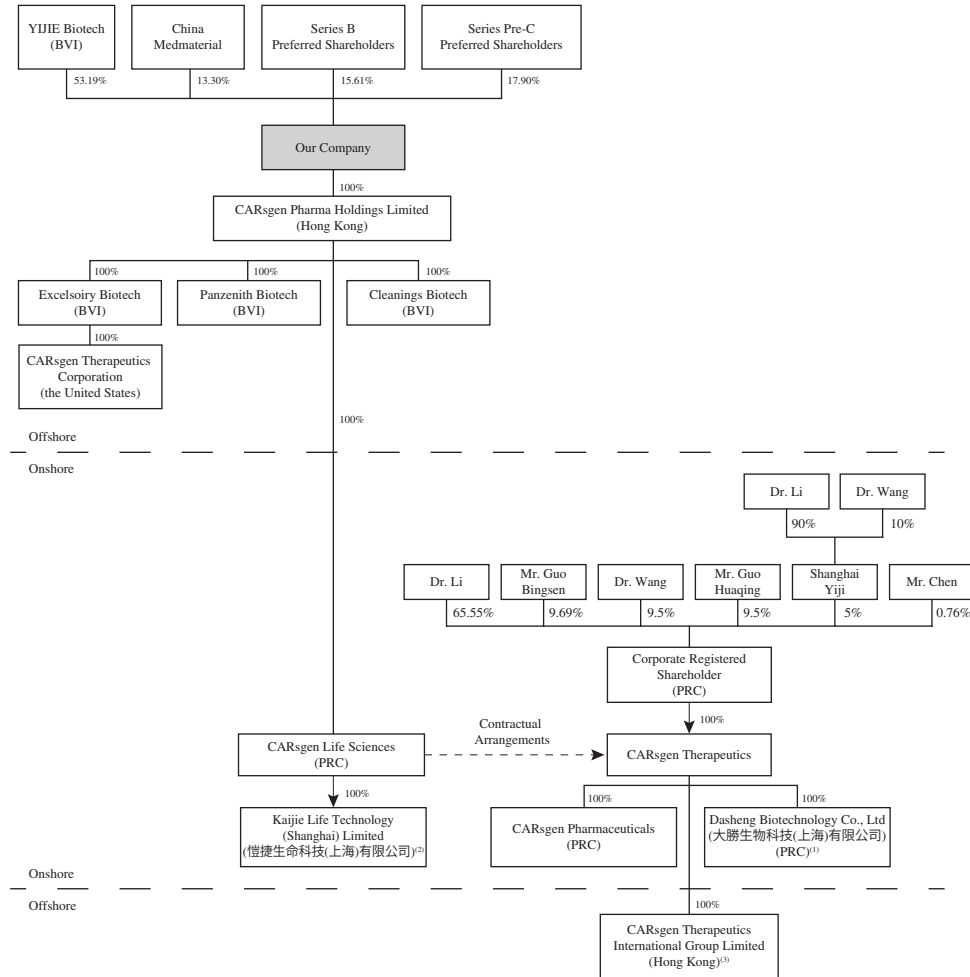 YIJIE Biotech
(BVI)
China
Medmaterial
Series B
Preferred Shareholders
Series Pre-C
Preferred Shareholders
53.19%
13.30%
15.61%
17.90%
Our Company
100%
CARsgen Pharma Holdings Limited
(Hong Kong)
100%
100%
100%
Excelsoiry Biotech
(BVI)
Panzenith Biotech
(BVI)
Cleanings Biotech
(BVI)
100%
CARsgen Therapeutics
Corporation
(the United States)
100%
Offshore
Onshore
Dr. Li
Dr. Wang
90%
10%
Dr. Li
Mr. Guo
Bingsen
Dr. Wang
Mr. Guo
Huaqing
Shanghai
Yiji
Mr. Chen
65.55%
9.69%
9.5%
9.5%
5%
0.76%
Corporate Registered
Shareholder
(PRC)
100%
CARsgen Life Sciences
(PRC)
Contractual
Arrangements
CARsgen Therapeutics
100%
100%
100%
Kaijie Life Technology
(Shanghai) Limited
(愷捷生命科技(上海)有限公司)(2)
CARsgen Pharmaceuticals
(PRC)
Dasheng Biotechnology Co., Ltd
(大勝生物科技(上海)有限公司)
(PRC)(1)
Onshore
Offshore
100%
CARsgen Therapeutics
International Group Limited
(Hong Kong)(3)